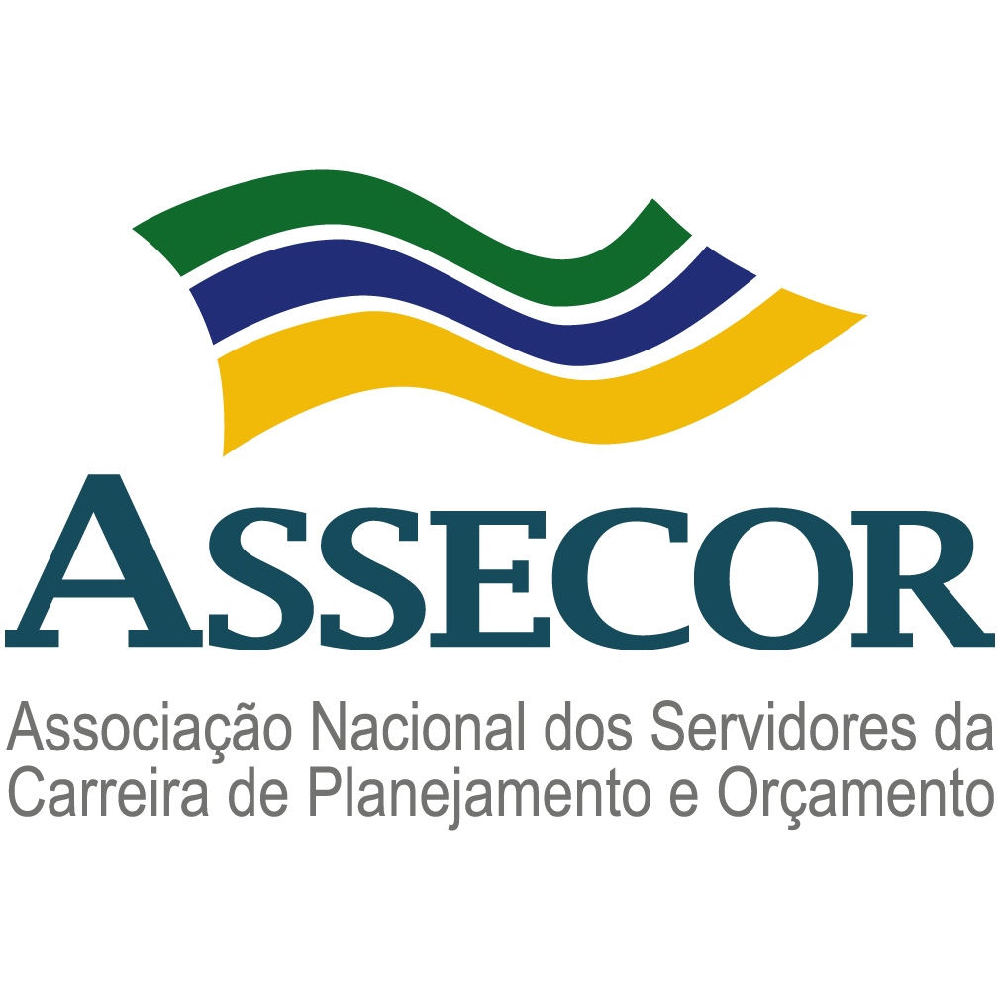 ASSECOR
Associação Nacional dos Servidores da
Carreira de Planejamento e Orçamento